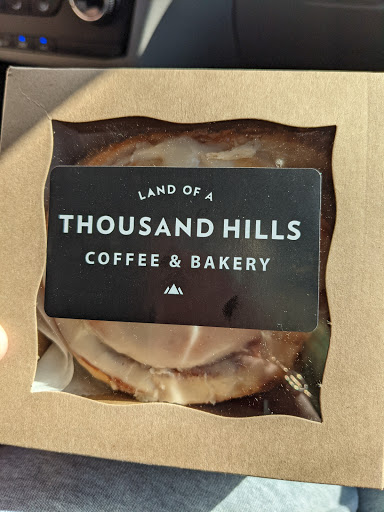 LAND OF A
THOUSAND HILLS
COFFEE & BAKERY